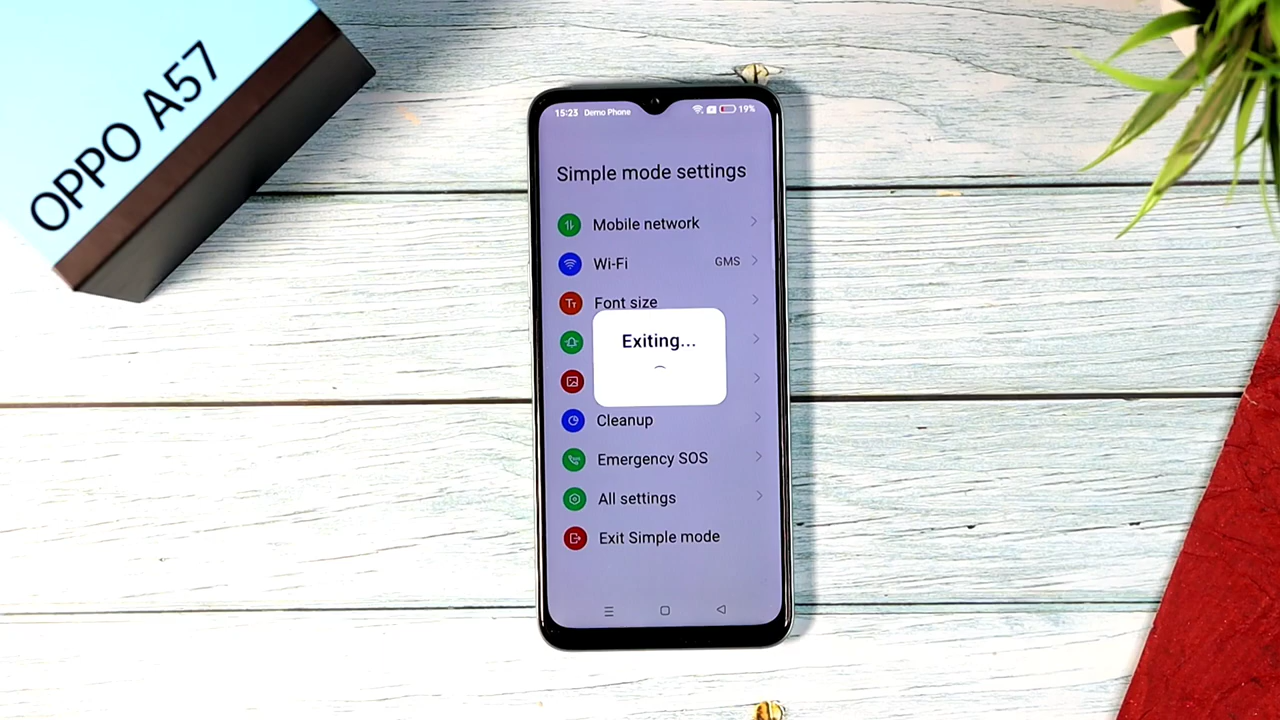 OPPO A57
15:23 Demo Phone 19%
Simple mode settings
Mobile network
Wi-Fi GMS
Font size
Exiting...
Cleanup
Emergency SOS
All settings
Exit Simple mode